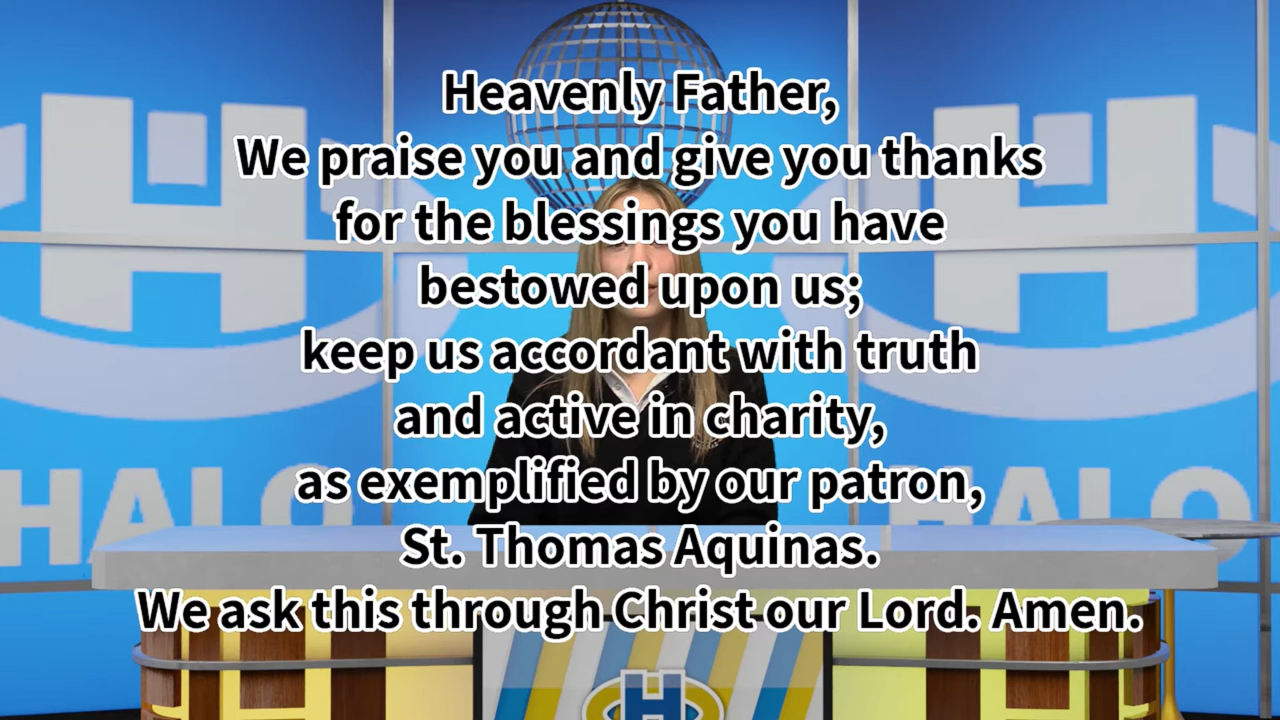 Heavenly Father,
We praise you and give you thanks
for the blessings you have
bestowed upon us;
keep us accordant with truth
and active in charity,
as exemplified by our patron,
St. Thomas Aquinas.
We ask this through Christ our Lord. Amen.
H
H
HALO
HALO
H